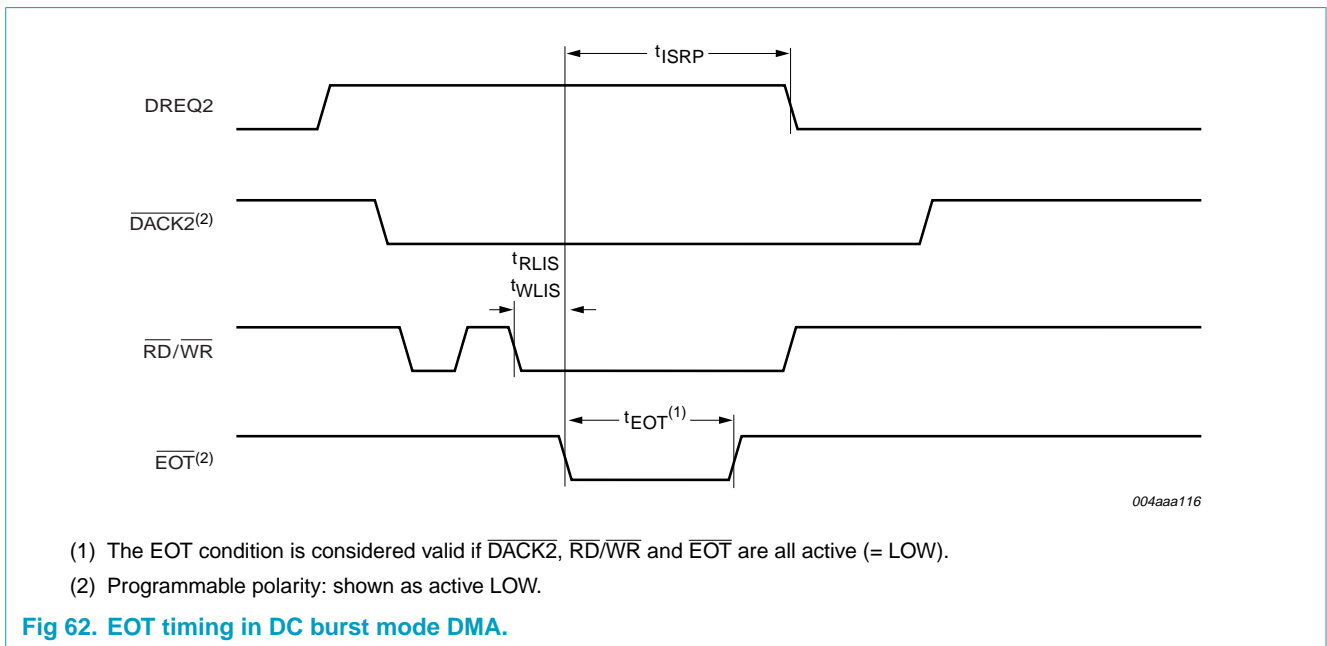 tISRP
DREQ2
DACK2(2)
tRLIS
tWLIS
RD/WR
tEOT(1)
EOT(2)
004aaa116
(1) The EOT condition is considered valid if DACK2, RD/WR and EOT are all active (= LOW).
(2) Programmable polarity: shown as active LOW.
Fig 62. EOT timing in DC burst mode DMA.